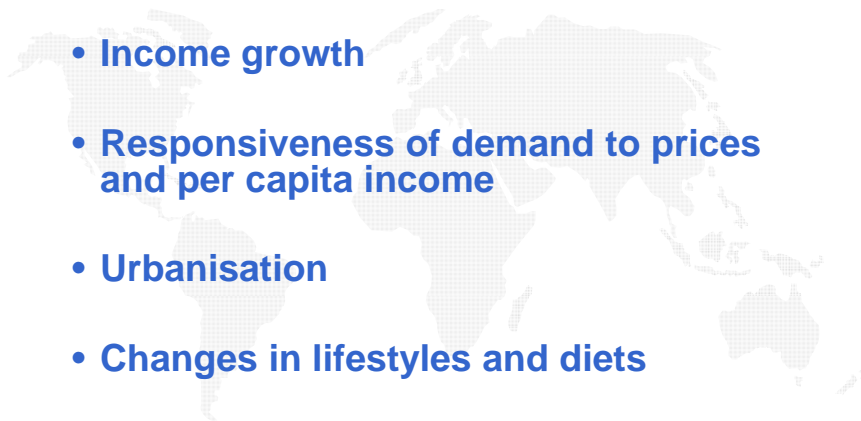 • Income growth
• Responsiveness of demand to prices
and per capita income
• Urbanisation
• Changes in lifestyles and diets